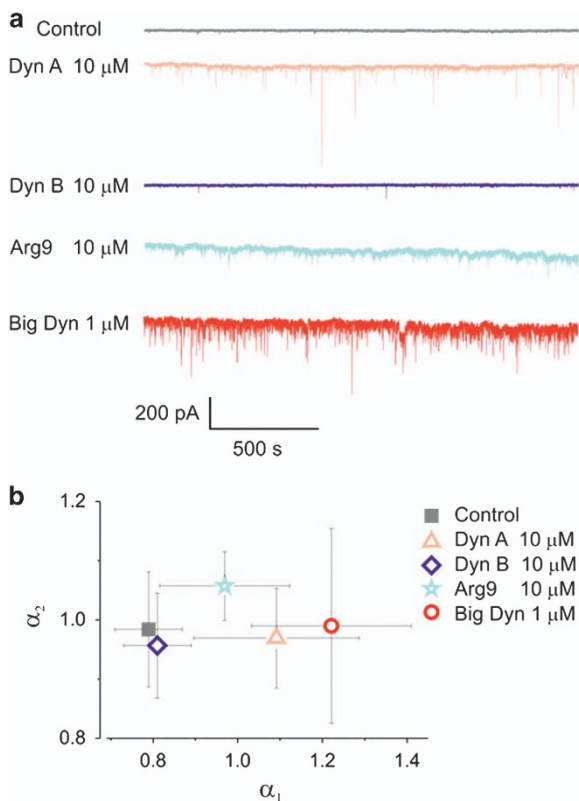 a
Control
Dyn A 10 μM
Dyn B 10 μM
Arg9 10 μM
Big Dyn 1 μM
200 pA
500 s
b
1.2
1.0
0.8
α2
0.8 1.0 1.2 1.4
α1
Control
Dyn A 10 μM
Dyn B 10 μM
Arg9 10 μM
Big Dyn 1 μM